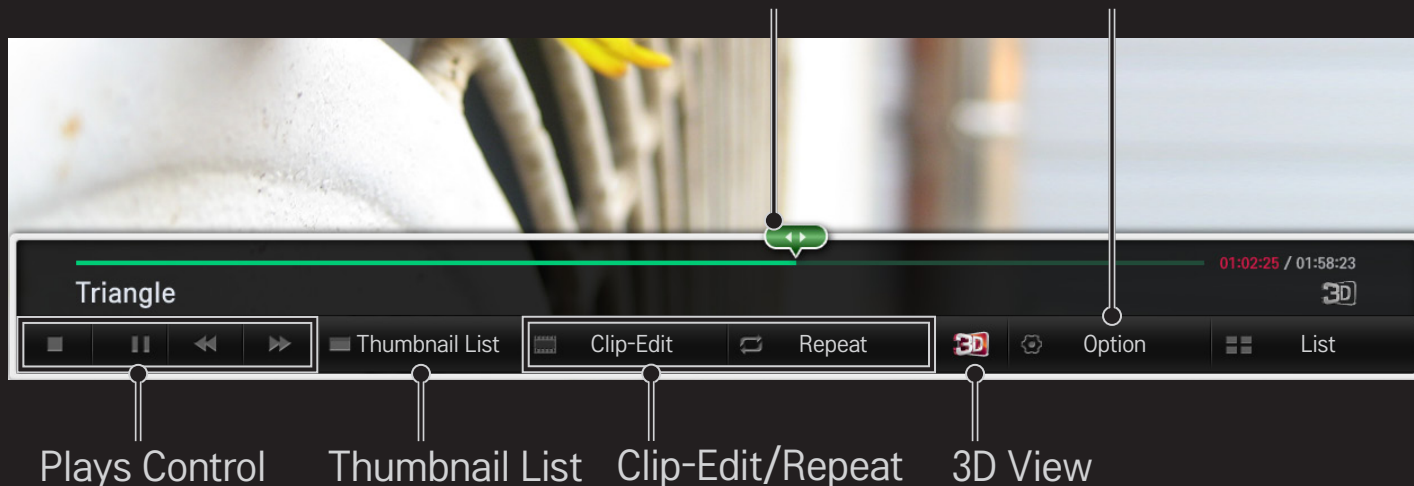 01:02:25 / 01:58:23
Triangle 3D
Thumbnail List Clip-Edit Repeat 3D Option List
Plays Control Thumbnail List Clip-Edit/Repeat 3D View